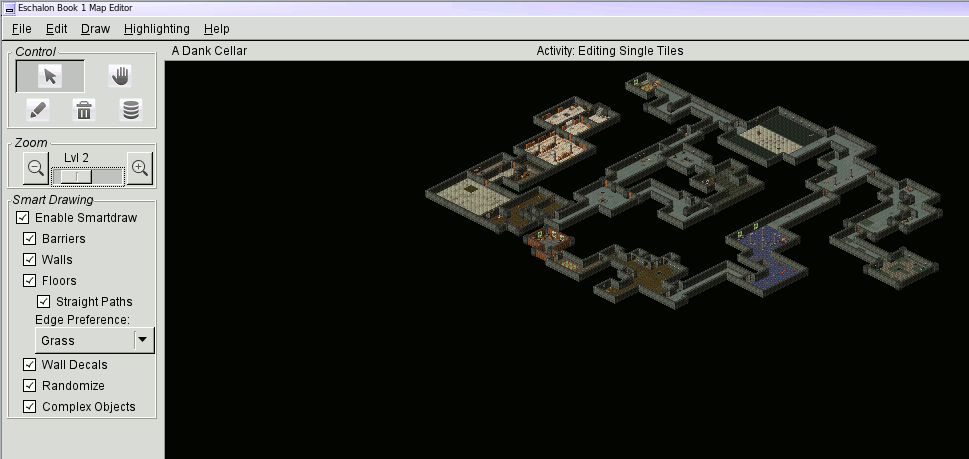 Eschalon Book 1 Map Editor
File Edit Draw Highlighting Help
Control
A Dank Cellar
Activity: Editing Single Tiles
Zoom
Lvl 2
Smart Drawing
Enable Smartdraw
Barriers
Walls
Floors
Straight Paths
Edge Preference:
Grass
Wall Decals
Randomize
Complex Objects